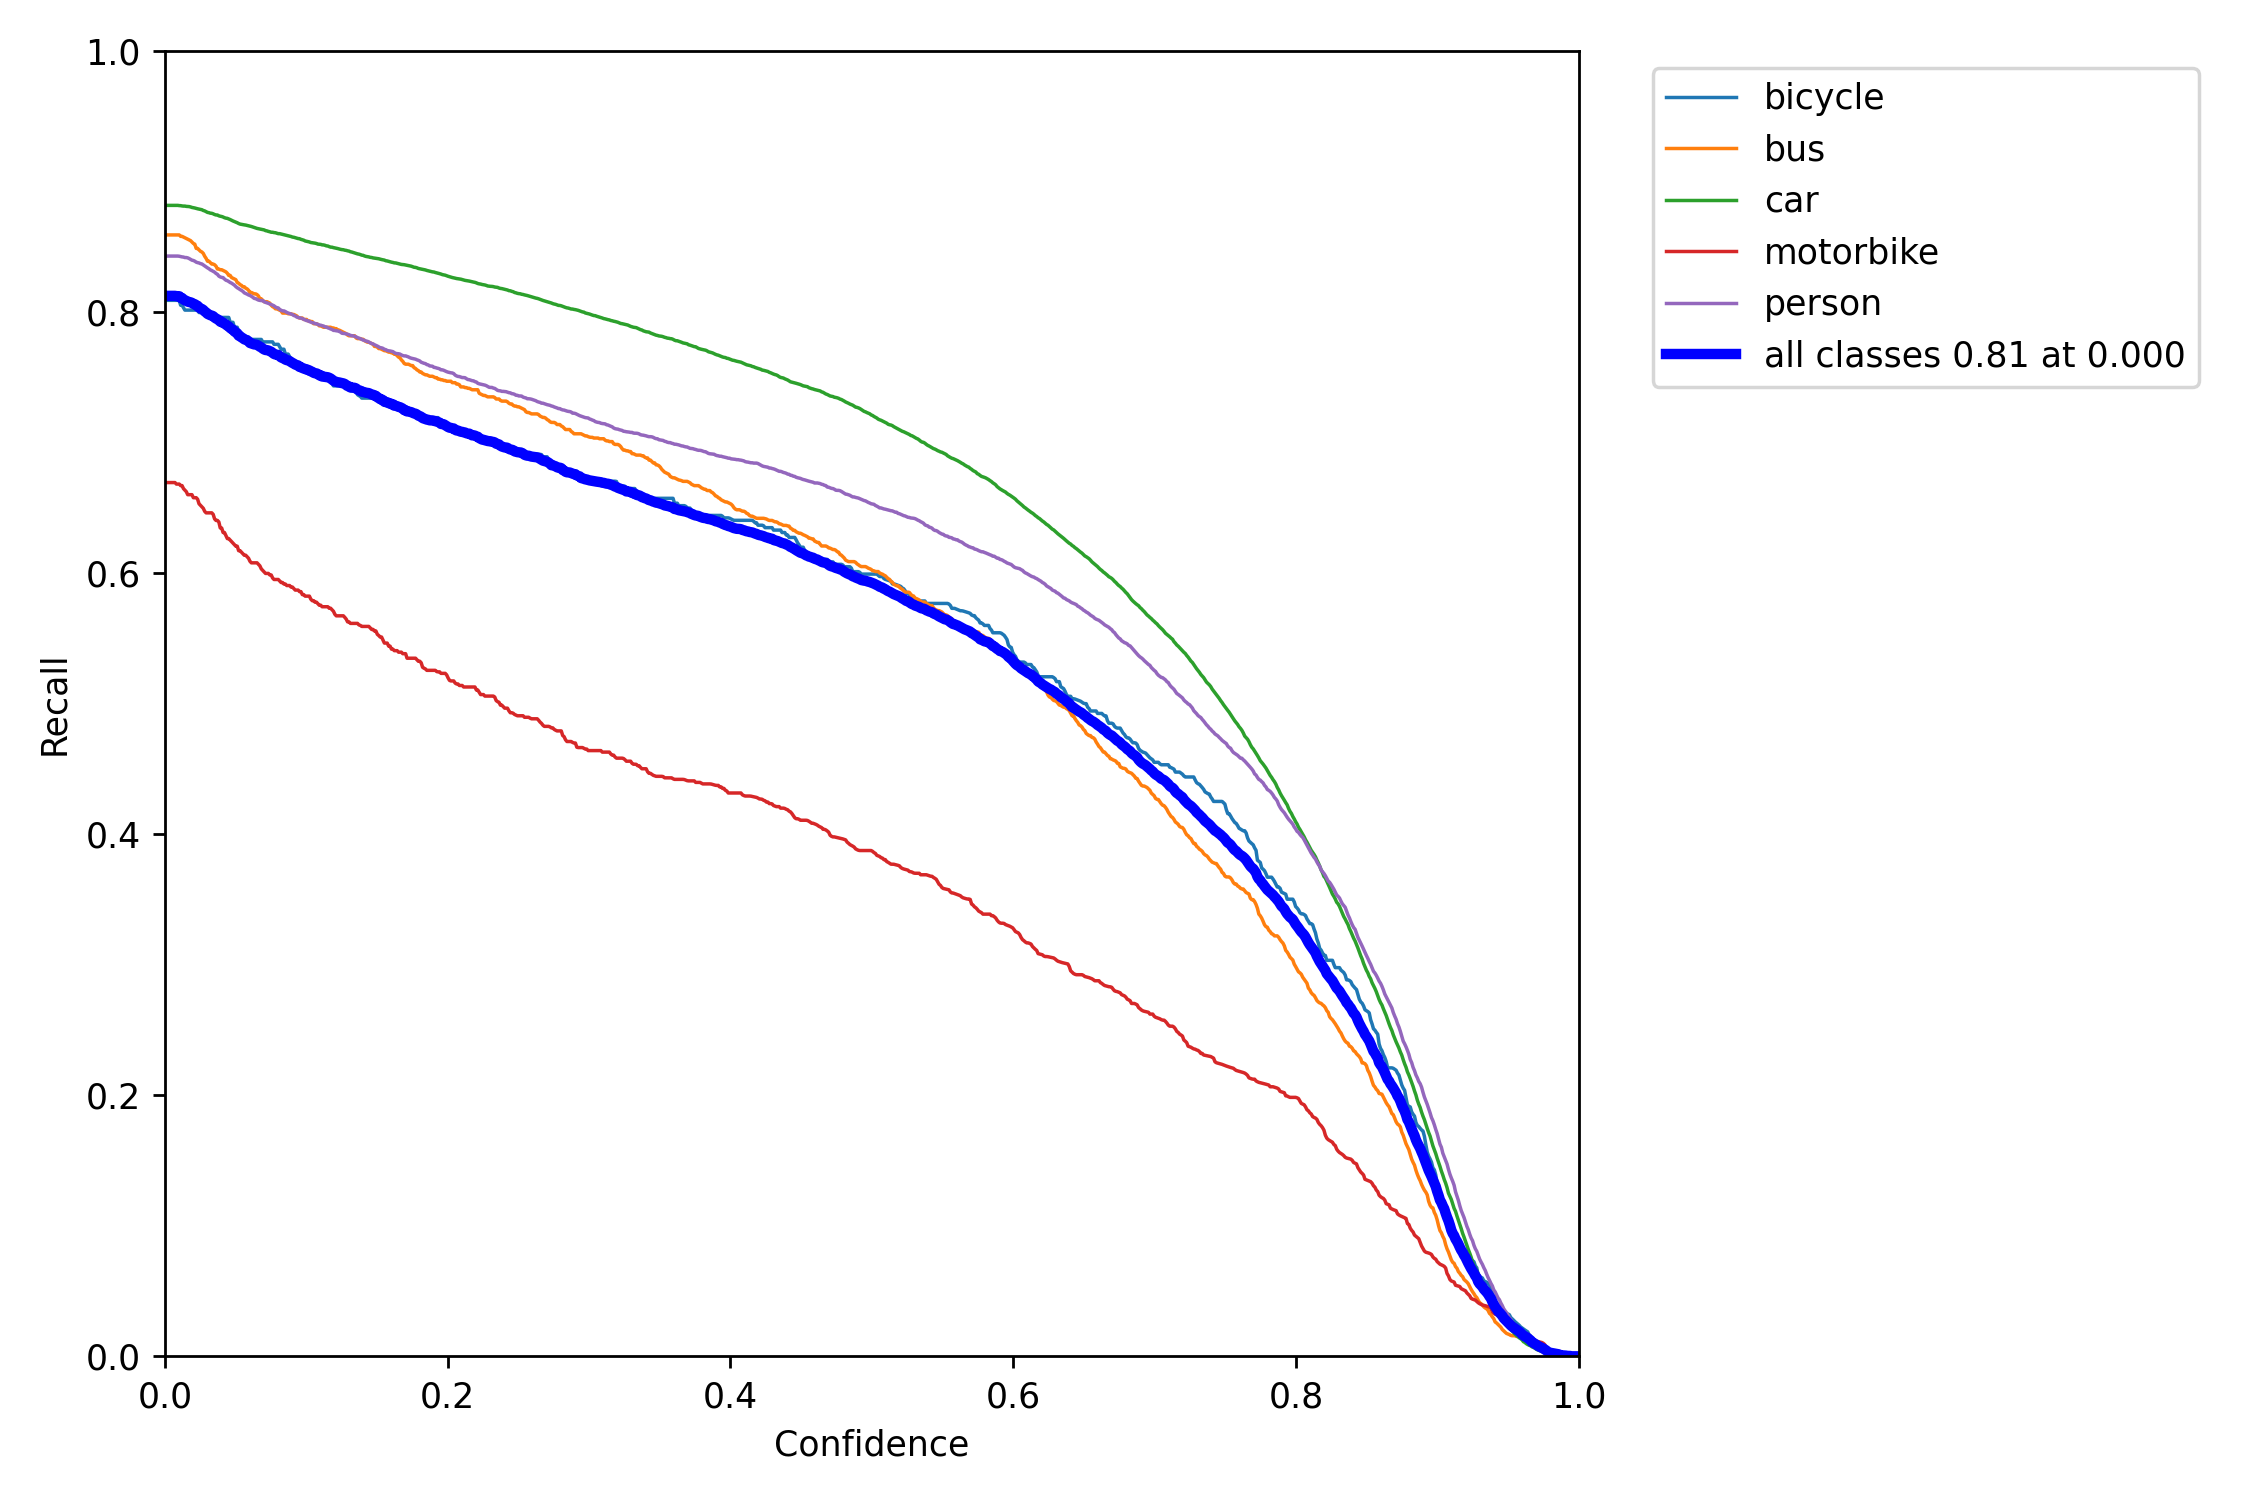 1.0
0.8
0.6
0.4
0.2
0.0
Recall
0.0 0.2 0.4 0.6 0.8 1.0
Confidence
bicycle
bus
car
motorbike
person
all classes 0.81 at 0.000